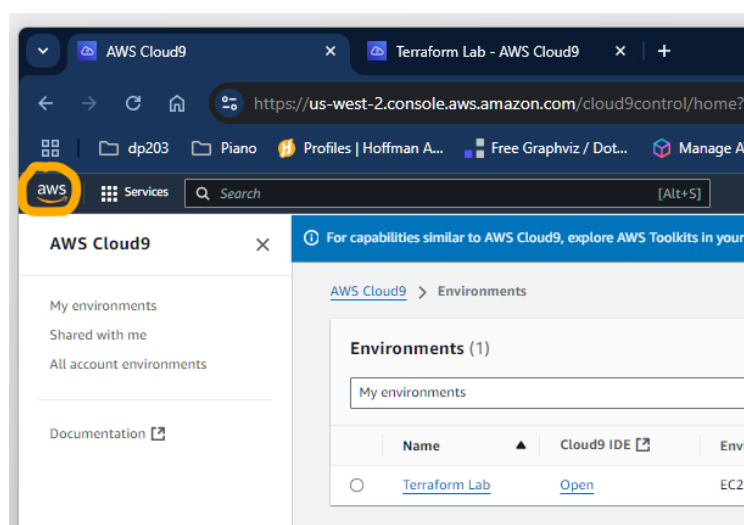 AWS Cloud9
Terraform Lab - AWS Cloud9
https://us-west-2.console.aws.amazon.com/cloud9control/home?
dp203 Piano Profiles | Hoffman A... Free Graphviz / Dot... Manage A
aws Services Search [Alt+S]
AWS Cloud9
For capabilities similar to AWS Cloud9, explore AWS Toolkits in your
My environments
Shared with me
All account environments
Documentation
AWS Cloud9 > Environments
Environments (1)
My environments
Name Cloud9 IDE Envi
Terraform Lab Open EC2